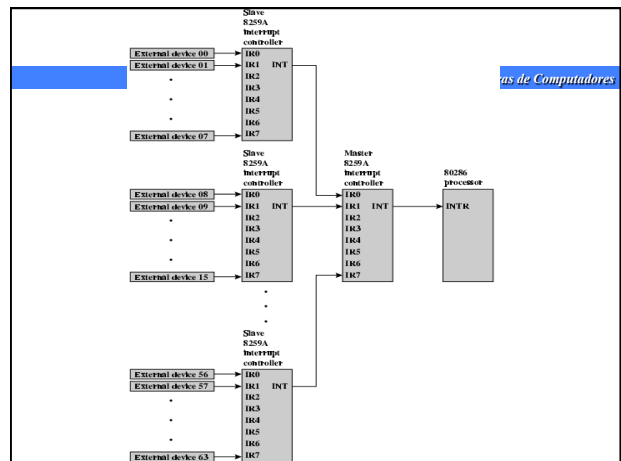 Slave
8259A
interrupt
controller
External device 00
External device 01
External device 07
IR0
IR1 INT
IR2
IR3
IR4
IR5
IR6
IR7
as de Computadores
Slave
8259A
interrupt
controller
External device 08
External device 09
External device 15
IR0
IR1 INT
IR2
IR3
IR4
IR5
IR6
IR7
Master
8259A
interrupt
controller
IR0
IR1 INT
IR2
IR3
IR4
IR5
IR6
IR7
80286
processor
INTR
Slave
8259A
interrupt
controller
External device 56
External device 57
External device 63
IR0
IR1 INT
IR2
IR3
IR4
IR5
IR6
IR7